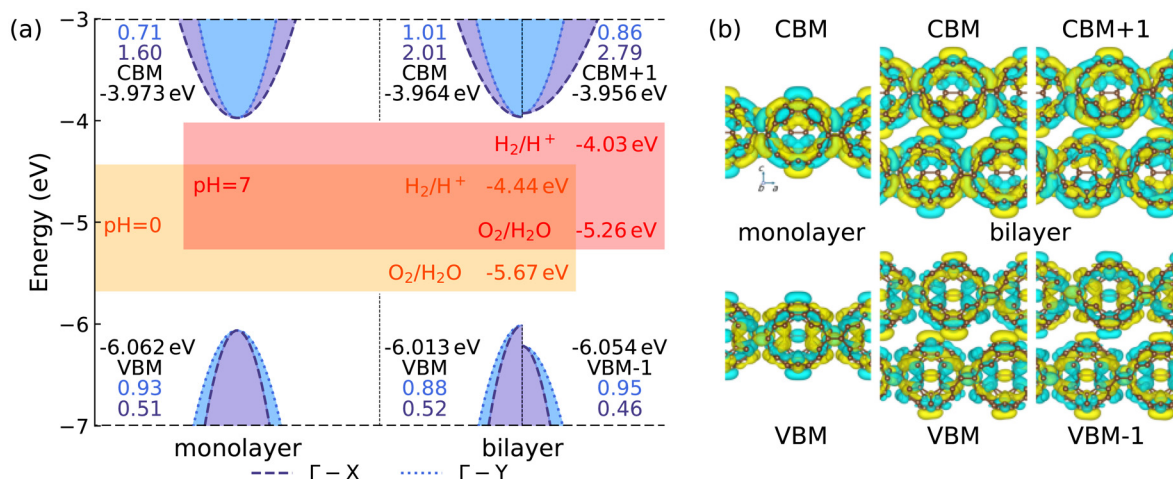 (a)
Energy (eV)
−3
−4
−5
−6
−7
0.71
1.60
CBM
-3.973 eV
1.01
2.01
CBM
-3.964 eV
0.86
2.79
CBM+1
-3.956 eV
H₂/H⁺ -4.03 eV
pH=7
H₂/H⁺ -4.44 eV
pH=0
O₂/H₂O -5.26 eV
O₂/H₂O -5.67 eV
-6.062 eV
VBM
0.93
0.51
-6.013 eV
VBM
0.88
0.52
-6.054 eV
VBM-1
0.95
0.46
monolayer
bilayer
Γ − X
Γ − Y
(b)
CBM
CBM
CBM+1
c
b
a
monolayer
bilayer
VBM
VBM
VBM-1